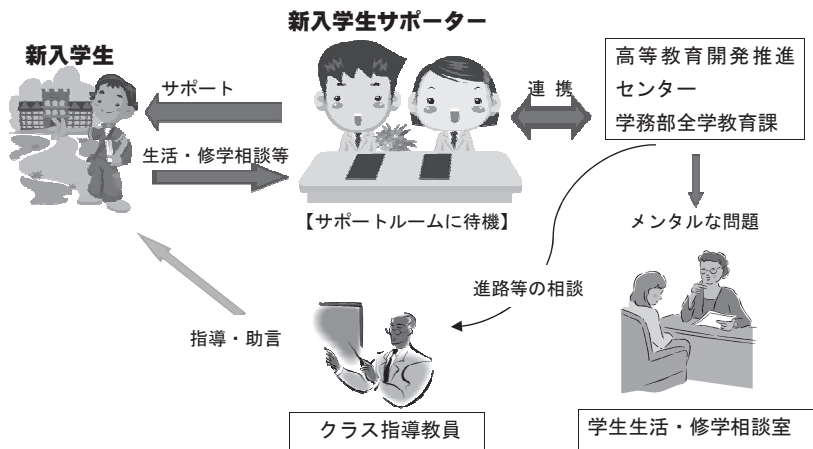 新入学生サポーター
新入学生
サポート
生活・修学相談等
【サポートルームに待機】
連 携
高等教育開発推進
センター
学務部全学教育課
メンタルな問題
進路等の相談
指導・助言
クラス指導教員
学生生活・修学相談室